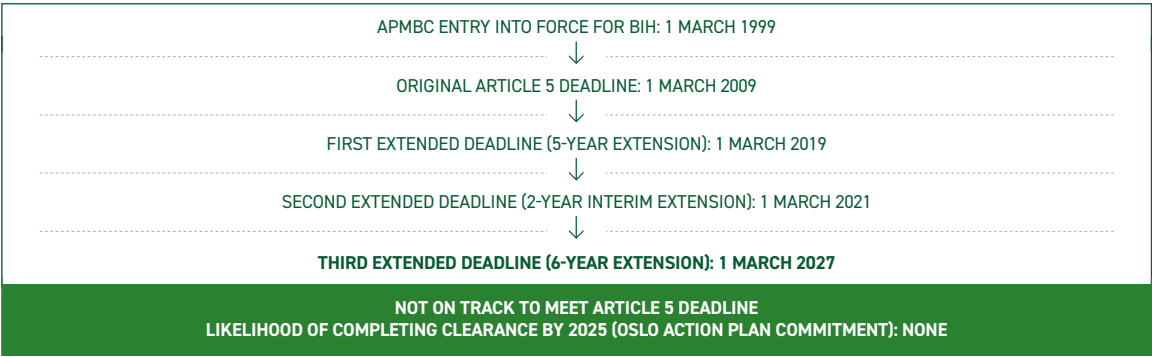 APMBC ENTRY INTO FORCE FOR BIH: 1 MARCH 1999
ORIGINAL ARTICLE 5 DEADLINE: 1 MARCH 2009
FIRST EXTENDED DEADLINE (5-YEAR EXTENSION): 1 MARCH 2019
SECOND EXTENDED DEADLINE (2-YEAR INTERIM EXTENSION): 1 MARCH 2021
THIRD EXTENDED DEADLINE (6-YEAR EXTENSION): 1 MARCH 2027
NOT ON TRACK TO MEET ARTICLE 5 DEADLINE
LIKELIHOOD OF COMPLETING CLEARANCE BY 2025 (OSLO ACTION PLAN COMMITMENT): NONE